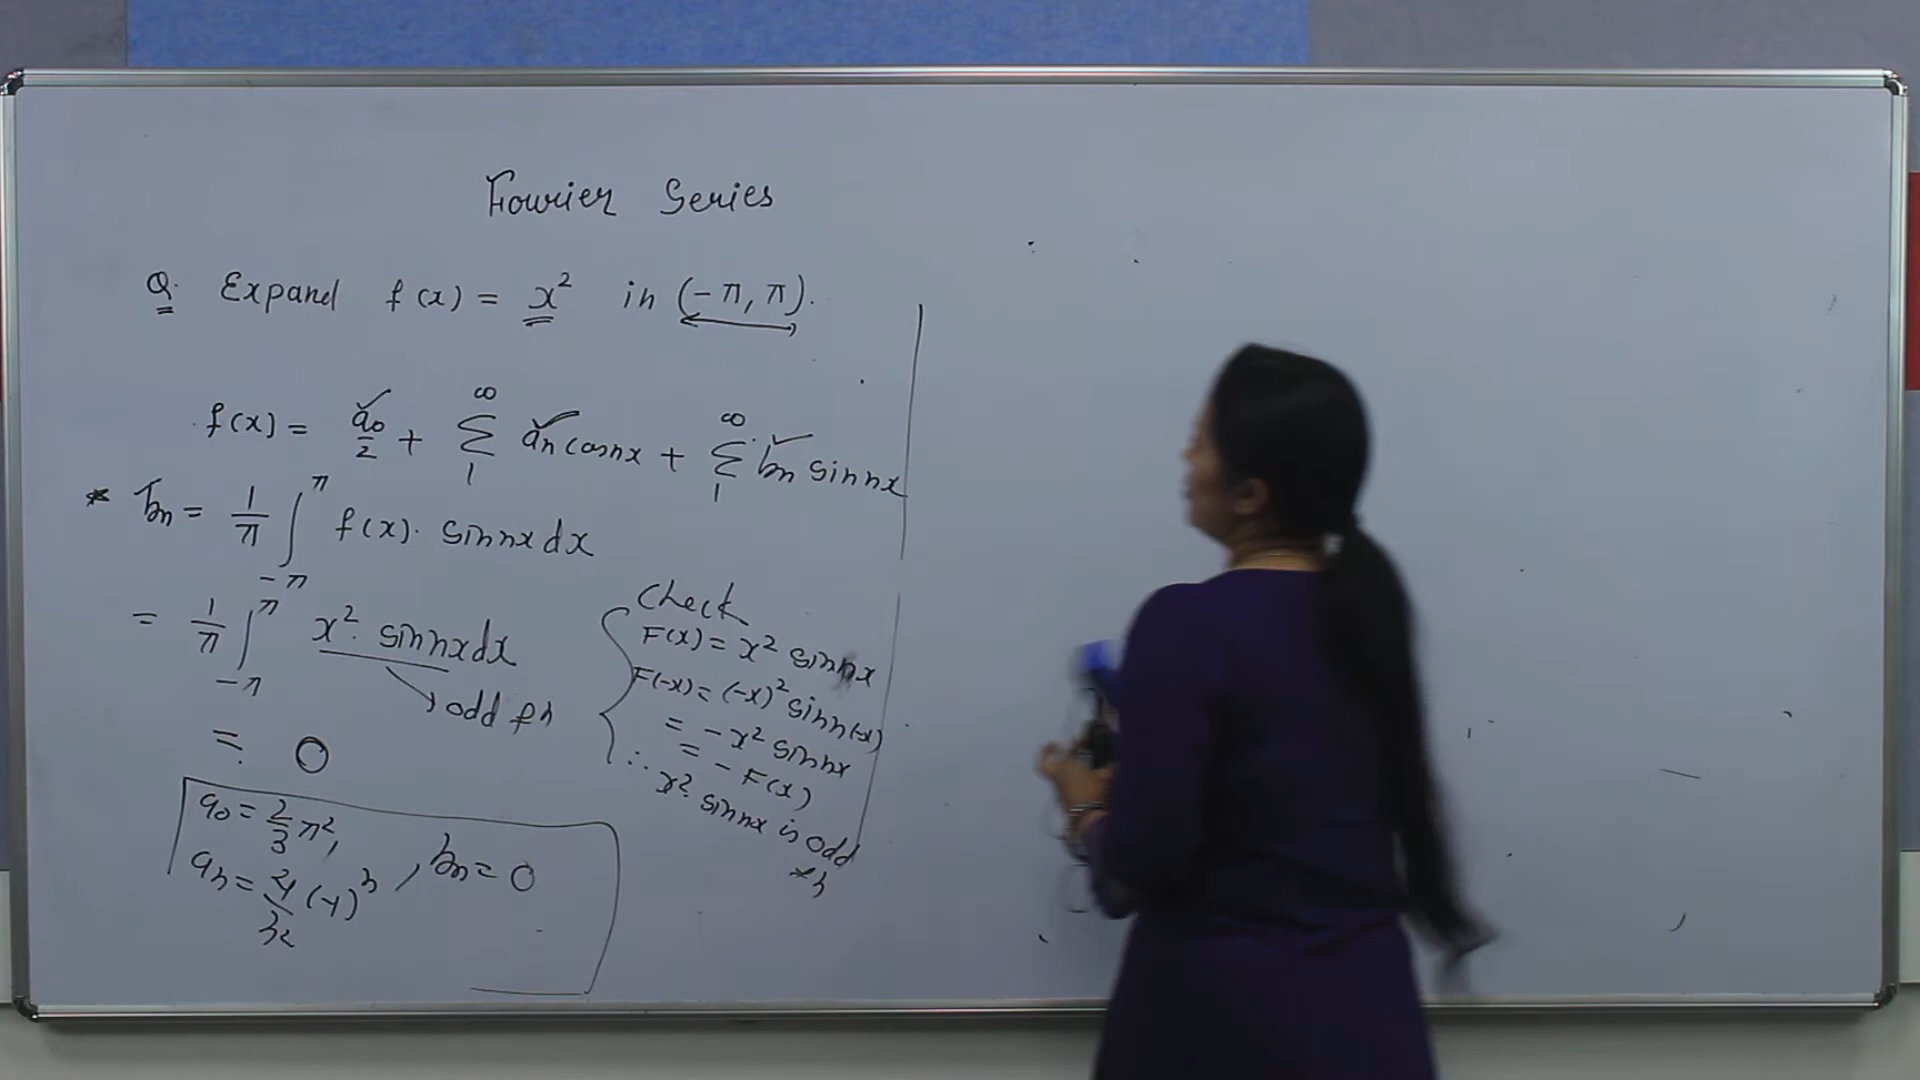 Fourier Series
Q. Expand f(x) = x² in (-π, π).
f(x) = a₀/2 + ∑₁^∞ aₙ cosnx + ∑₁^∞ bₙ sinnx
* bₙ = 1/π ∫_{-π}^{π} f(x). sinnx dx
= 1/π ∫_{-π}^{π} x². sinnx dx
→ odd fn
= 0
Check
F(x) = x² sinnx
F(-x) = (-x)² sinn(-x)
= -x² sinnx
= -F(x)
∴ x². sinnx is odd
fn
a₀ = 2/3 π²,
aₙ = 4/n² (-1)ⁿ, bₙ = 0